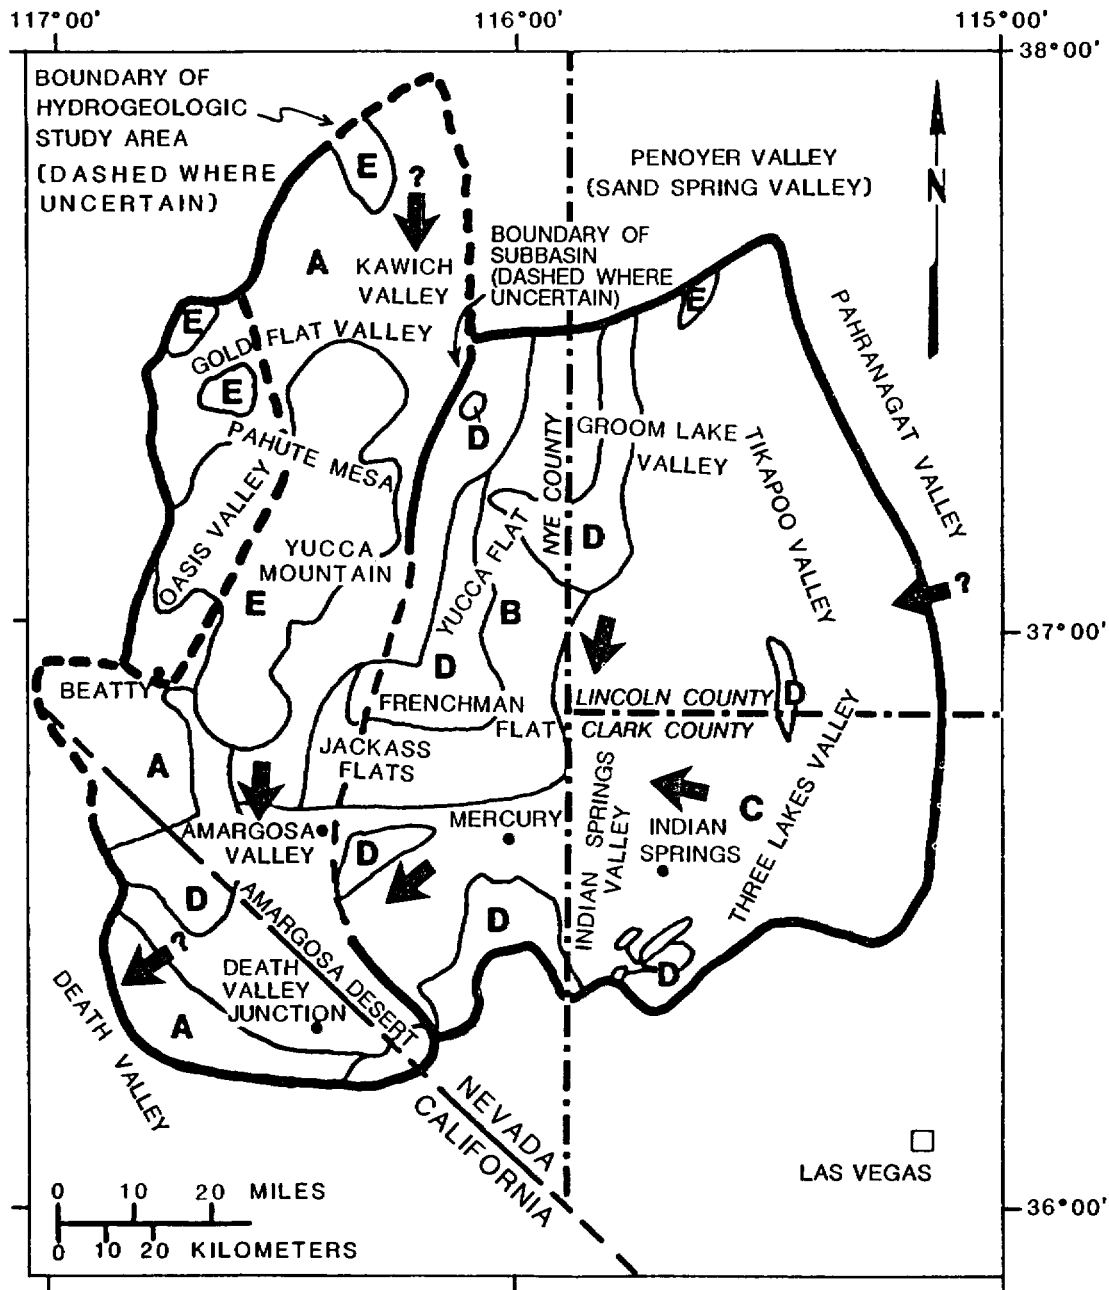 117°00'
116°00'
115°00'
38°00'
BOUNDARY OF
HYDROGEOLOGIC
STUDY AREA
(DASHED WHERE
UNCERTAIN)
E
?
PENOYER VALLEY
(SAND SPRING VALLEY)
N
BOUNDARY OF
SUBBASIN
(DASHED WHERE
UNCERTAIN)
A
KAWICH
VALLEY
E
E
GOLD FLAT VALLEY
PAHRANAGAT VALLEY
E
D
GROOM LAKE
VALLEY
TIKAPOO VALLEY
PAHUTE MESA
OASIS VALLEY
NYE COUNTY
YUCCA FLAT
D
YUCCA
MOUNTAIN
E
B
?
37°00'
D
BEATTY
FRENCHMAN
FLAT
LINCOLN COUNTY
CLARK COUNTY
D
JACKASS
FLATS
A
INDIAN
SPRINGS
VALLEY
C
THREE LAKES VALLEY
AMARGOSA
VALLEY
MERCURY
INDIAN
SPRINGS
D
D
AMARGOSA DESERT
D
?
D
DEATH
VALLEY
JUNCTION
A
DEATH VALLEY
NEVADA
CALIFORNIA
LAS VEGAS
36°00'
0 10 20 MILES
0 10 20 KILOMETERS